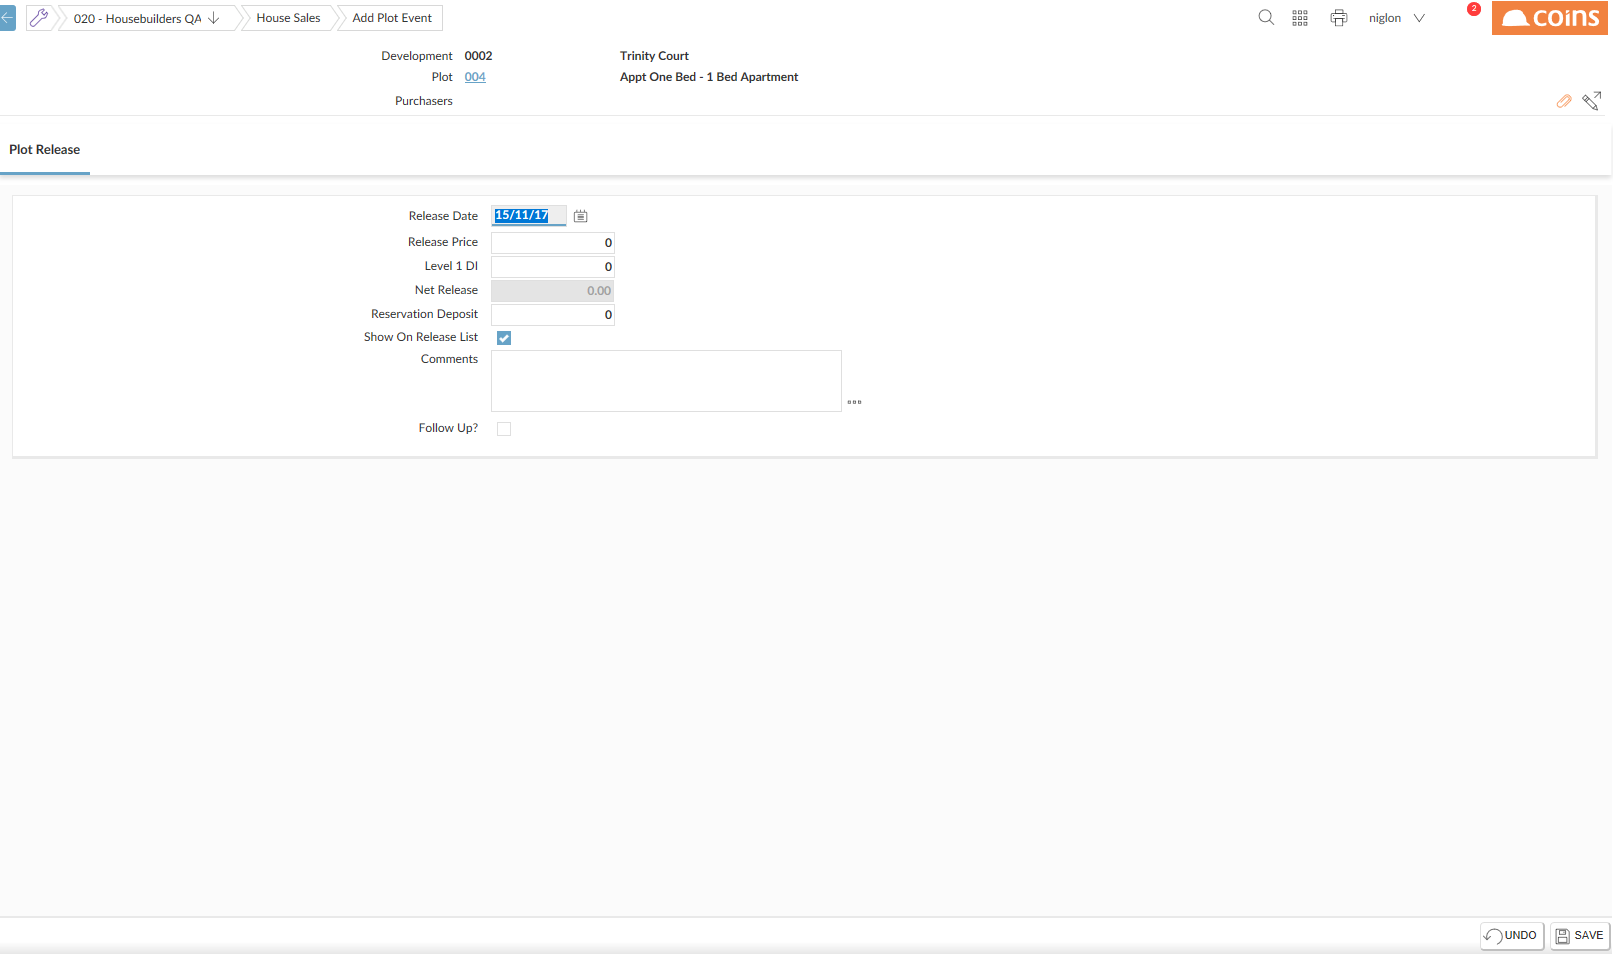 020 - Housebuilders QA House Sales Add Plot Event niglon 2 coins
Development 0002 Trinity Court
Plot 004 Appt One Bed - 1 Bed Apartment
Purchasers
Plot Release
Release Date 15/11/17
Release Price 0
Level 1 DI 0
Net Release 0.00
Reservation Deposit 0
Show On Release List
Comments
Follow Up?
UNDO SAVE